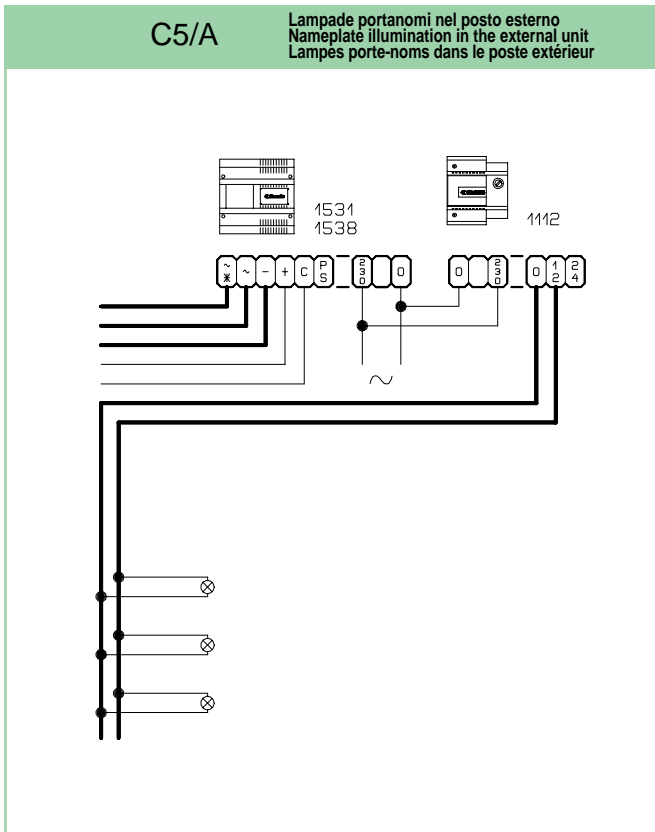 C5/A
Lampade portanomi nel posto esterno
Nameplate illumination in the external unit
Lampes porte-noms dans le poste extérieur
1531
1538
1112
~* ~ - + C PS 230 0
0 230 0 12 24
~